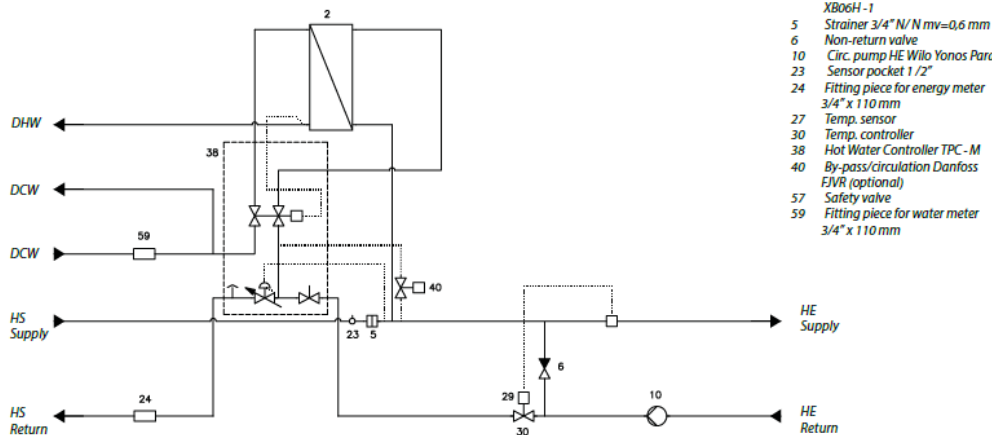 2
XB06H -1
5 Strainer 3/4" N/ N mv=0,6 mm
6 Non-return valve
10 Circ. pump HE Wilo Yonos Para
23 Sensor pocket 1 /2"
24 Fitting piece for energy meter
3/4" x 110 mm
27 Temp. sensor
30 Temp. controller
38 Hot Water Controller TPC - M
40 By-pass/circulation Danfoss
FJVR (optional)
57 Safety valve
59 Fitting piece for water meter
3/4" x 110 mm
DHW
38
DCW
59
DCW
40
HS
Supply
23 5
HE
Supply
6
29
10
24
HS
Return
30
HE
Return